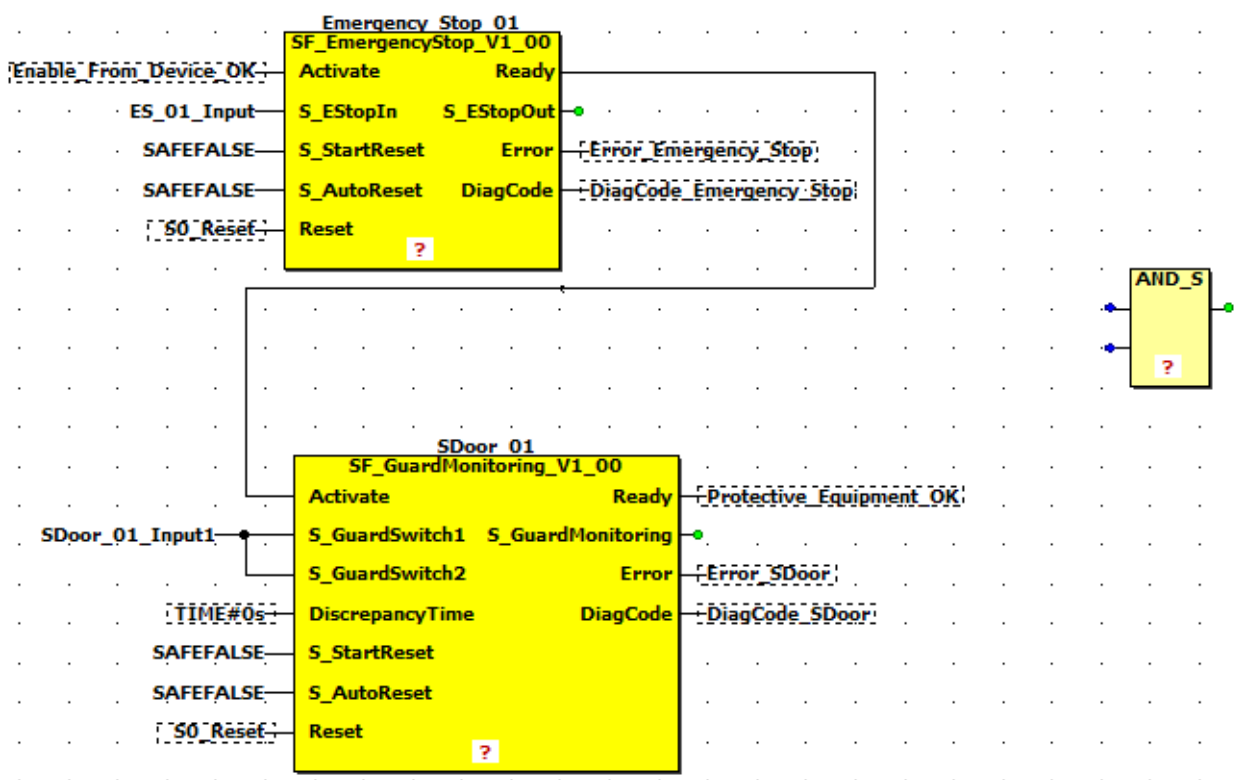 Emergency_Stop_01
SF_EmergencyStop_V1_00
Enable_From_Device_OK Activate Ready
ES_01_Input S_EStopIn S_EStopOut
SAFEFALSE S_StartReset Error Error_Emergency_Stop
SAFEFALSE S_AutoReset DiagCode DiagCode_Emergency_Stop
S0_Reset Reset
?
AND_S
?
SDoor_01
SF_GuardMonitoring_V1_00
Activate Ready Protective_Equipment_OK
SDoor_01_Input1 S_GuardSwitch1 S_GuardMonitoring
S_GuardSwitch2 Error Error_SDoor
TIME#0s DiscrepancyTime DiagCode DiagCode_SDoor
SAFEFALSE S_StartReset
SAFEFALSE S_AutoReset
S0_Reset Reset
?